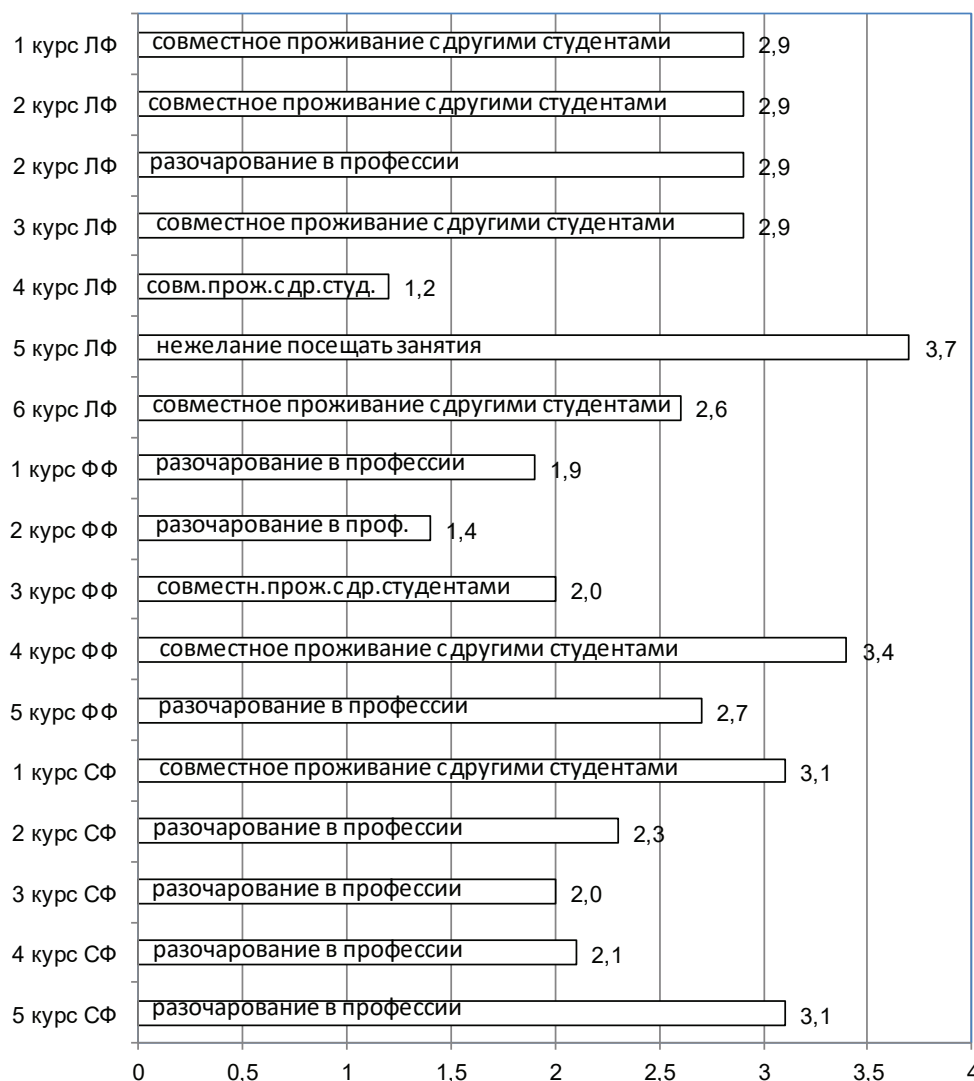 1 курс ЛФ совместное проживание с другими студентами 2,9
2 курс ЛФ совместное проживание с другими студентами 2,9
2 курс ЛФ разочарование в профессии 2,9
3 курс ЛФ совместное проживание с другими студентами 2,9
4 курс ЛФ совм.прож.с др.студ. 1,2
5 курс ЛФ нежелание посещать занятия 3,7
6 курс ЛФ совместное проживание с другими студентами 2,6
1 курс ФФ разочарование в профессии 1,9
2 курс ФФ разочарование в проф. 1,4
3 курс ФФ совместн.прож.с др.студентами 2,0
4 курс ФФ совместное проживание с другими студентами 3,4
5 курс ФФ разочарование в профессии 2,7
1 курс СФ совместное проживание с другими студентами 3,1
2 курс СФ разочарование в профессии 2,3
3 курс СФ разочарование в профессии 2,0
4 курс СФ разочарование в профессии 2,1
5 курс СФ разочарование в профессии 3,1
0 0,5 1 1,5 2 2,5 3 3,5 4